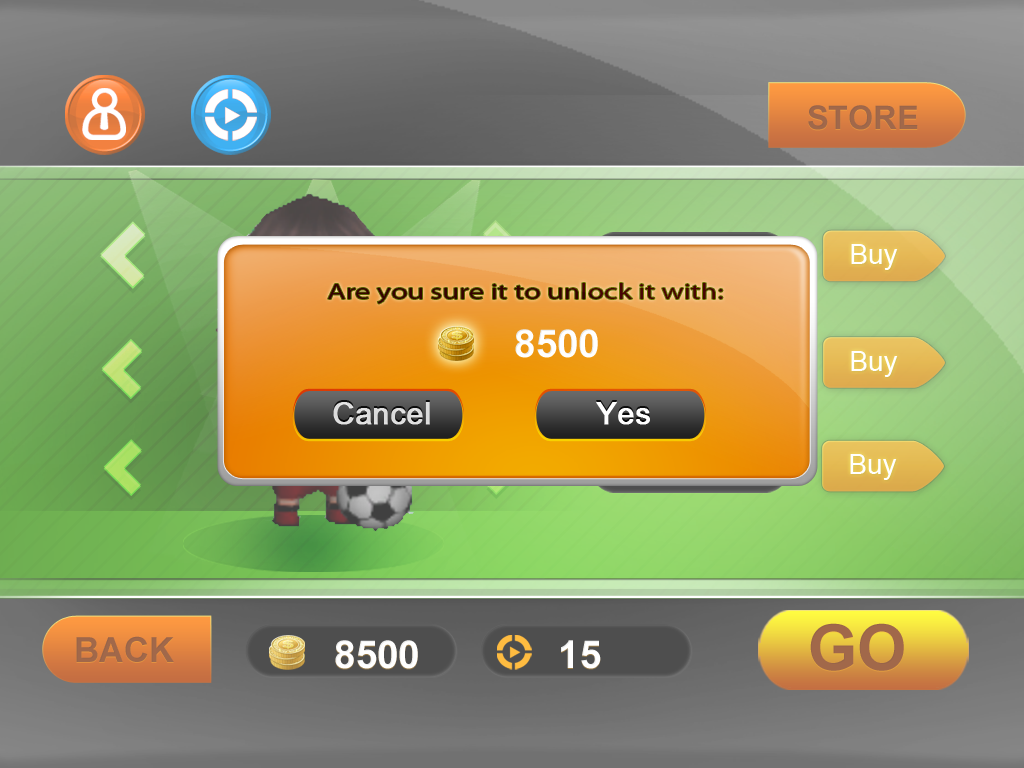 STORE
Buy
Are you sure it to unlock it with:
8500
Buy
Cancel
Yes
Buy
BACK
8500
15
GO